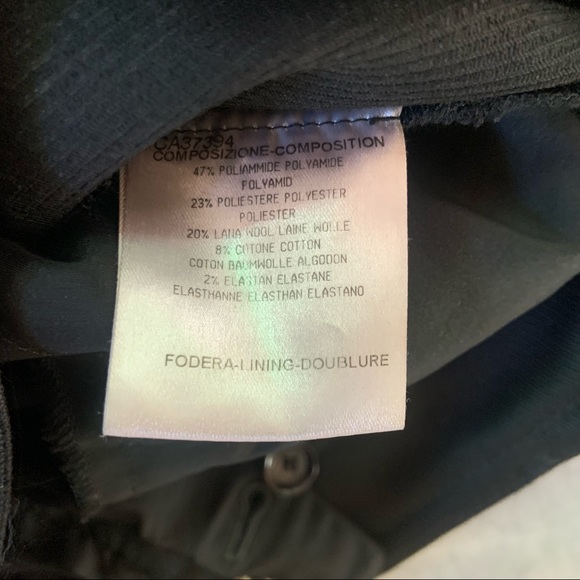 CA37394
COMPOSIZIONE-COMPOSITION
47% POLIAMMIDE POLYAMIDE
POLYAMID
23% POLIESTERE POLYESTER
POLIESTER
20% LANA WOOL LAINE WOLLE
8% COTONE COTTON
COTON BAUMWOLLE ALGODON
2% ELASTAN ELASTANE
ELASTHANNE ELASTHAN ELASTANO
FODERA-LINING-DOUBLURE